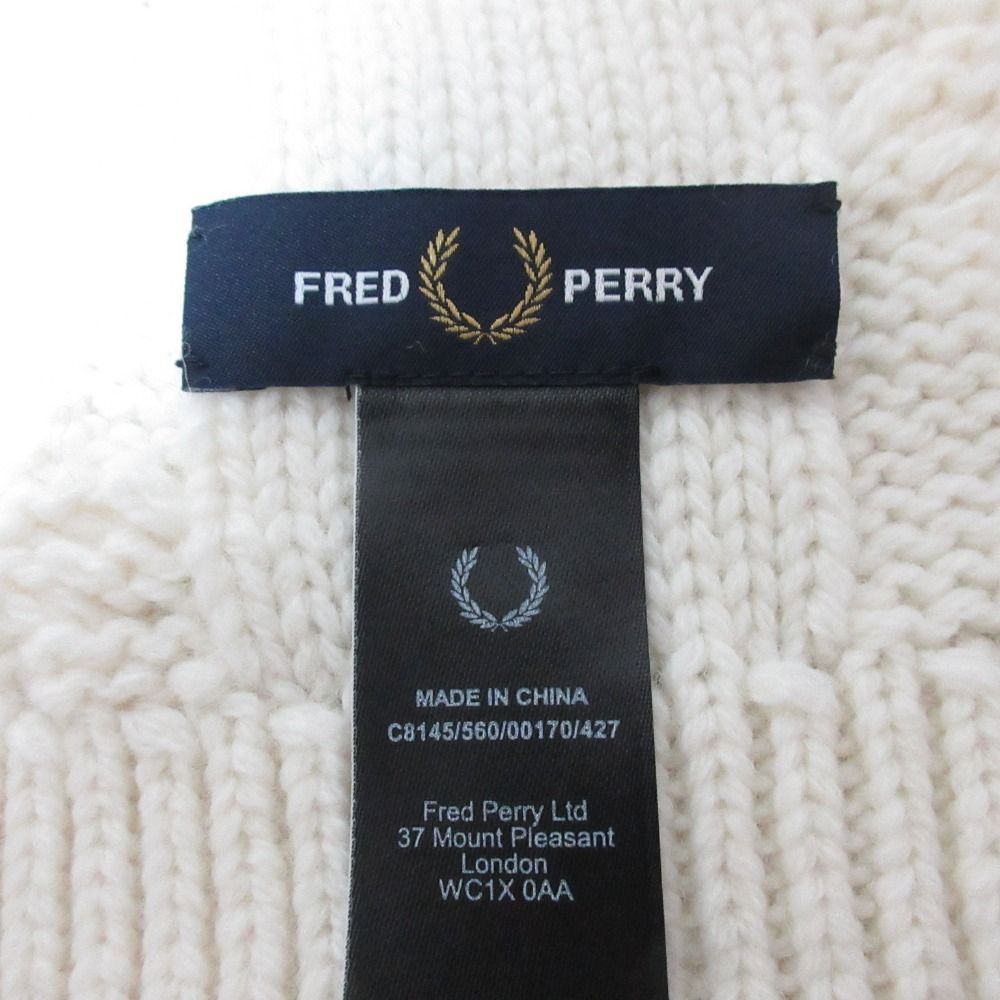 FRED PERRY
MADE IN CHINA
C8145/560/00170/427
Fred Perry Ltd
37 Mount Pleasant
London
WC1X 0AA